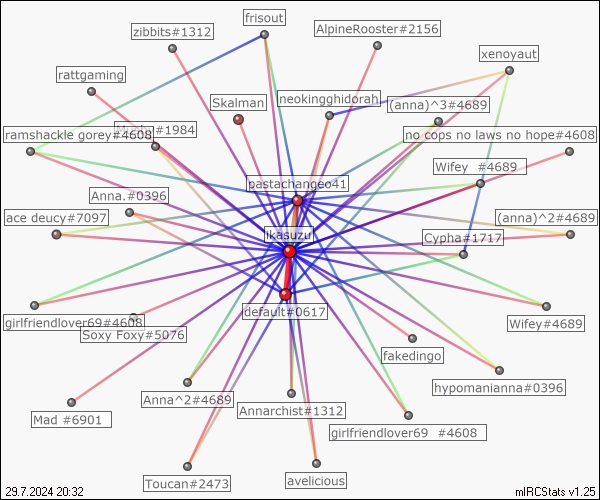 frisout
zibbits#1312
AlpineRooster#2156
xenoyaut
rattgaming
Skalman
neokingghidorah
(anna)^3#4689
ramshackle gorey#4608
#1984
no cops no laws no hope#4608
Wifey #4689
pastachangeo41
Anna.#0396
ace deucy#7097
(anna)^2#4689
ikasuzu
Cypha#1717
default#0617
girlfriendlover69#4608
Wifey#4689
Soxy Foxy#5076
fakedingo
hypomanianna#0396
Anna^2#4689
Annarchist#1312
Mad #6901
girlfriendlover69 #4608
Toucan#2473
avelicious
29.7.2024 20:32
mIRCStats v1.25